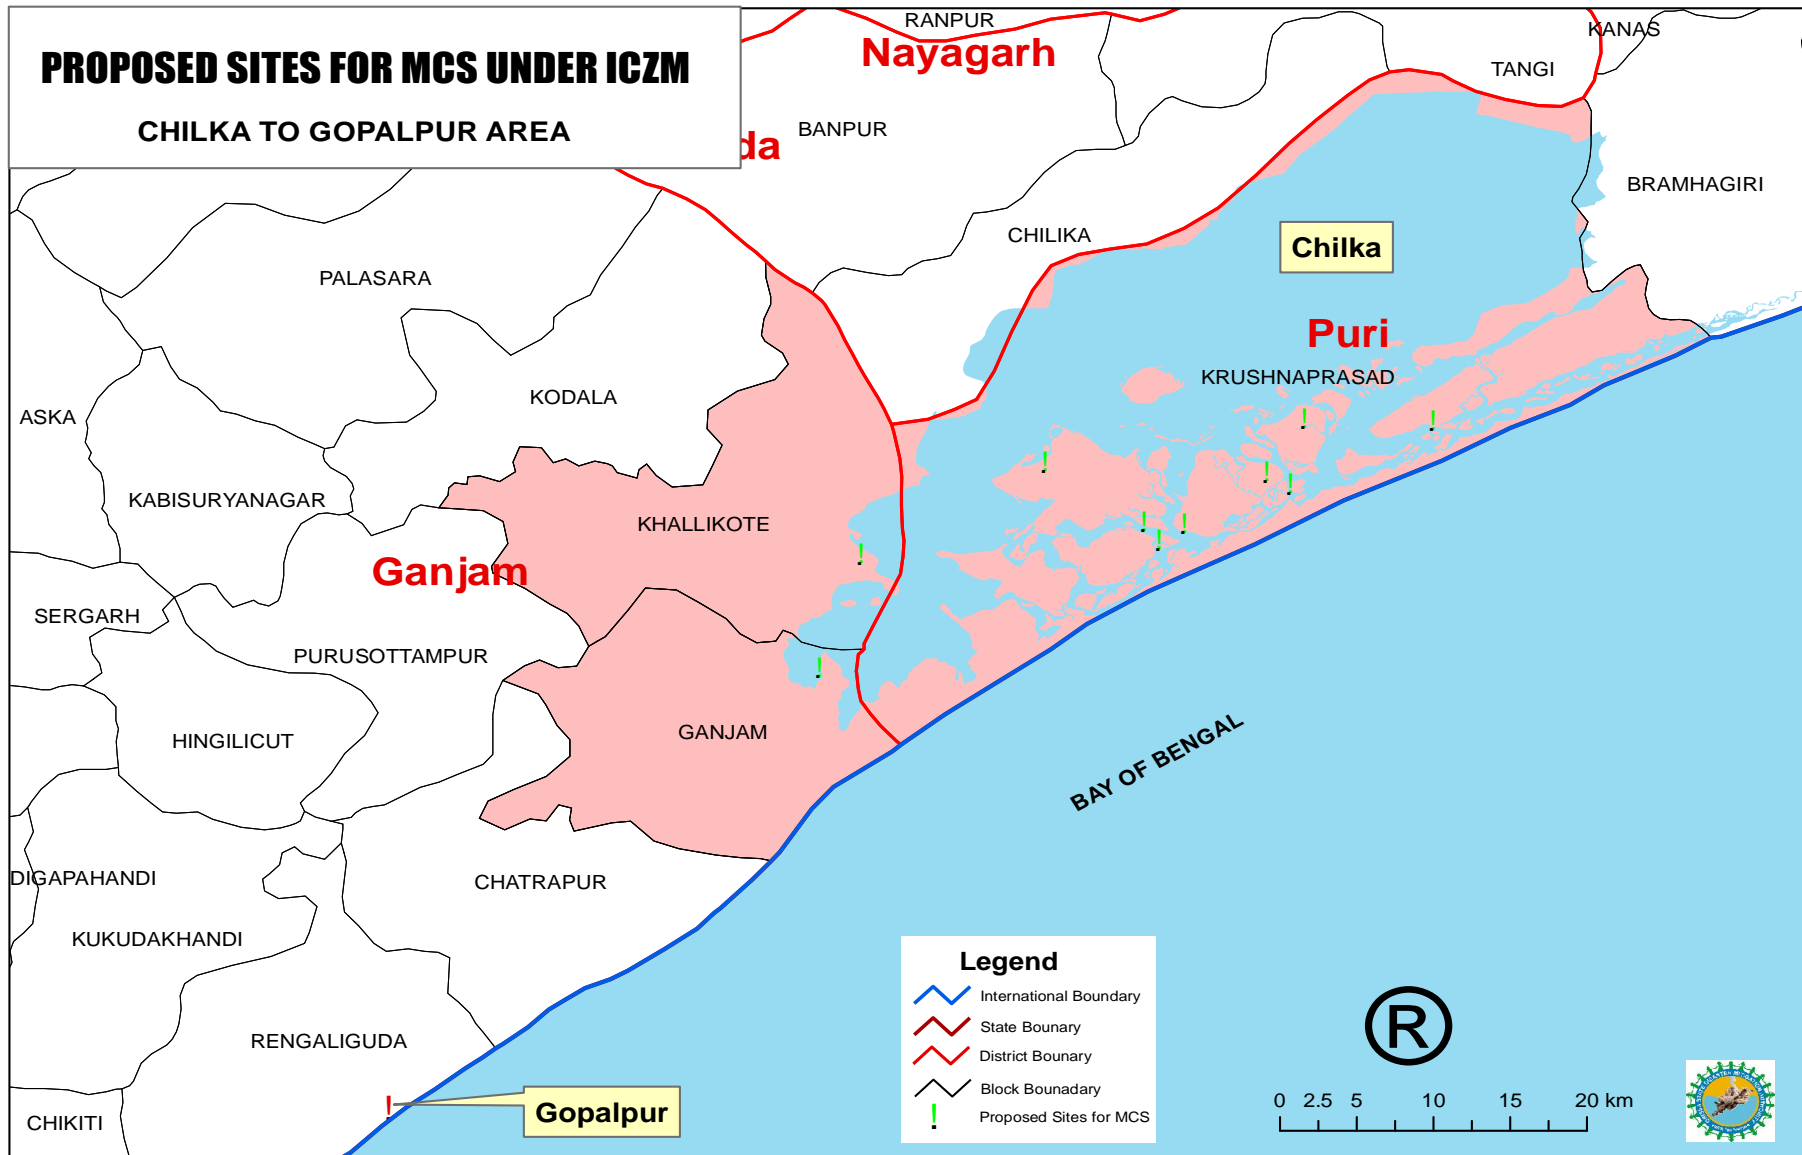 PROPOSED SITES FOR MCS UNDER ICZM
CHILKA TO GOPALPUR AREA
RANPUR
KANAS
Nayagarh
TANGI
BANPUR
da
BRAMHAGIRI
CHILIKA
Chilka
PALASARA
Puri
KRUSHNAPRASAD
KODALA
ASKA
KABISURYANAGAR
KHALLIKOTE
Ganjam
SERGARH
PURUSOTTAMPUR
GANJAM
HINGILICUT
BAY OF BENGAL
DIGAPAHANDI
CHATRAPUR
KUKUDAKHANDI
RENGALIGUDA
Gopalpur
CHIKITI
Legend
International Boundary
State Bounary
District Bounary
Block Bounadary
Proposed Sites for MCS
R
0 2.5 5 10 15 20 km